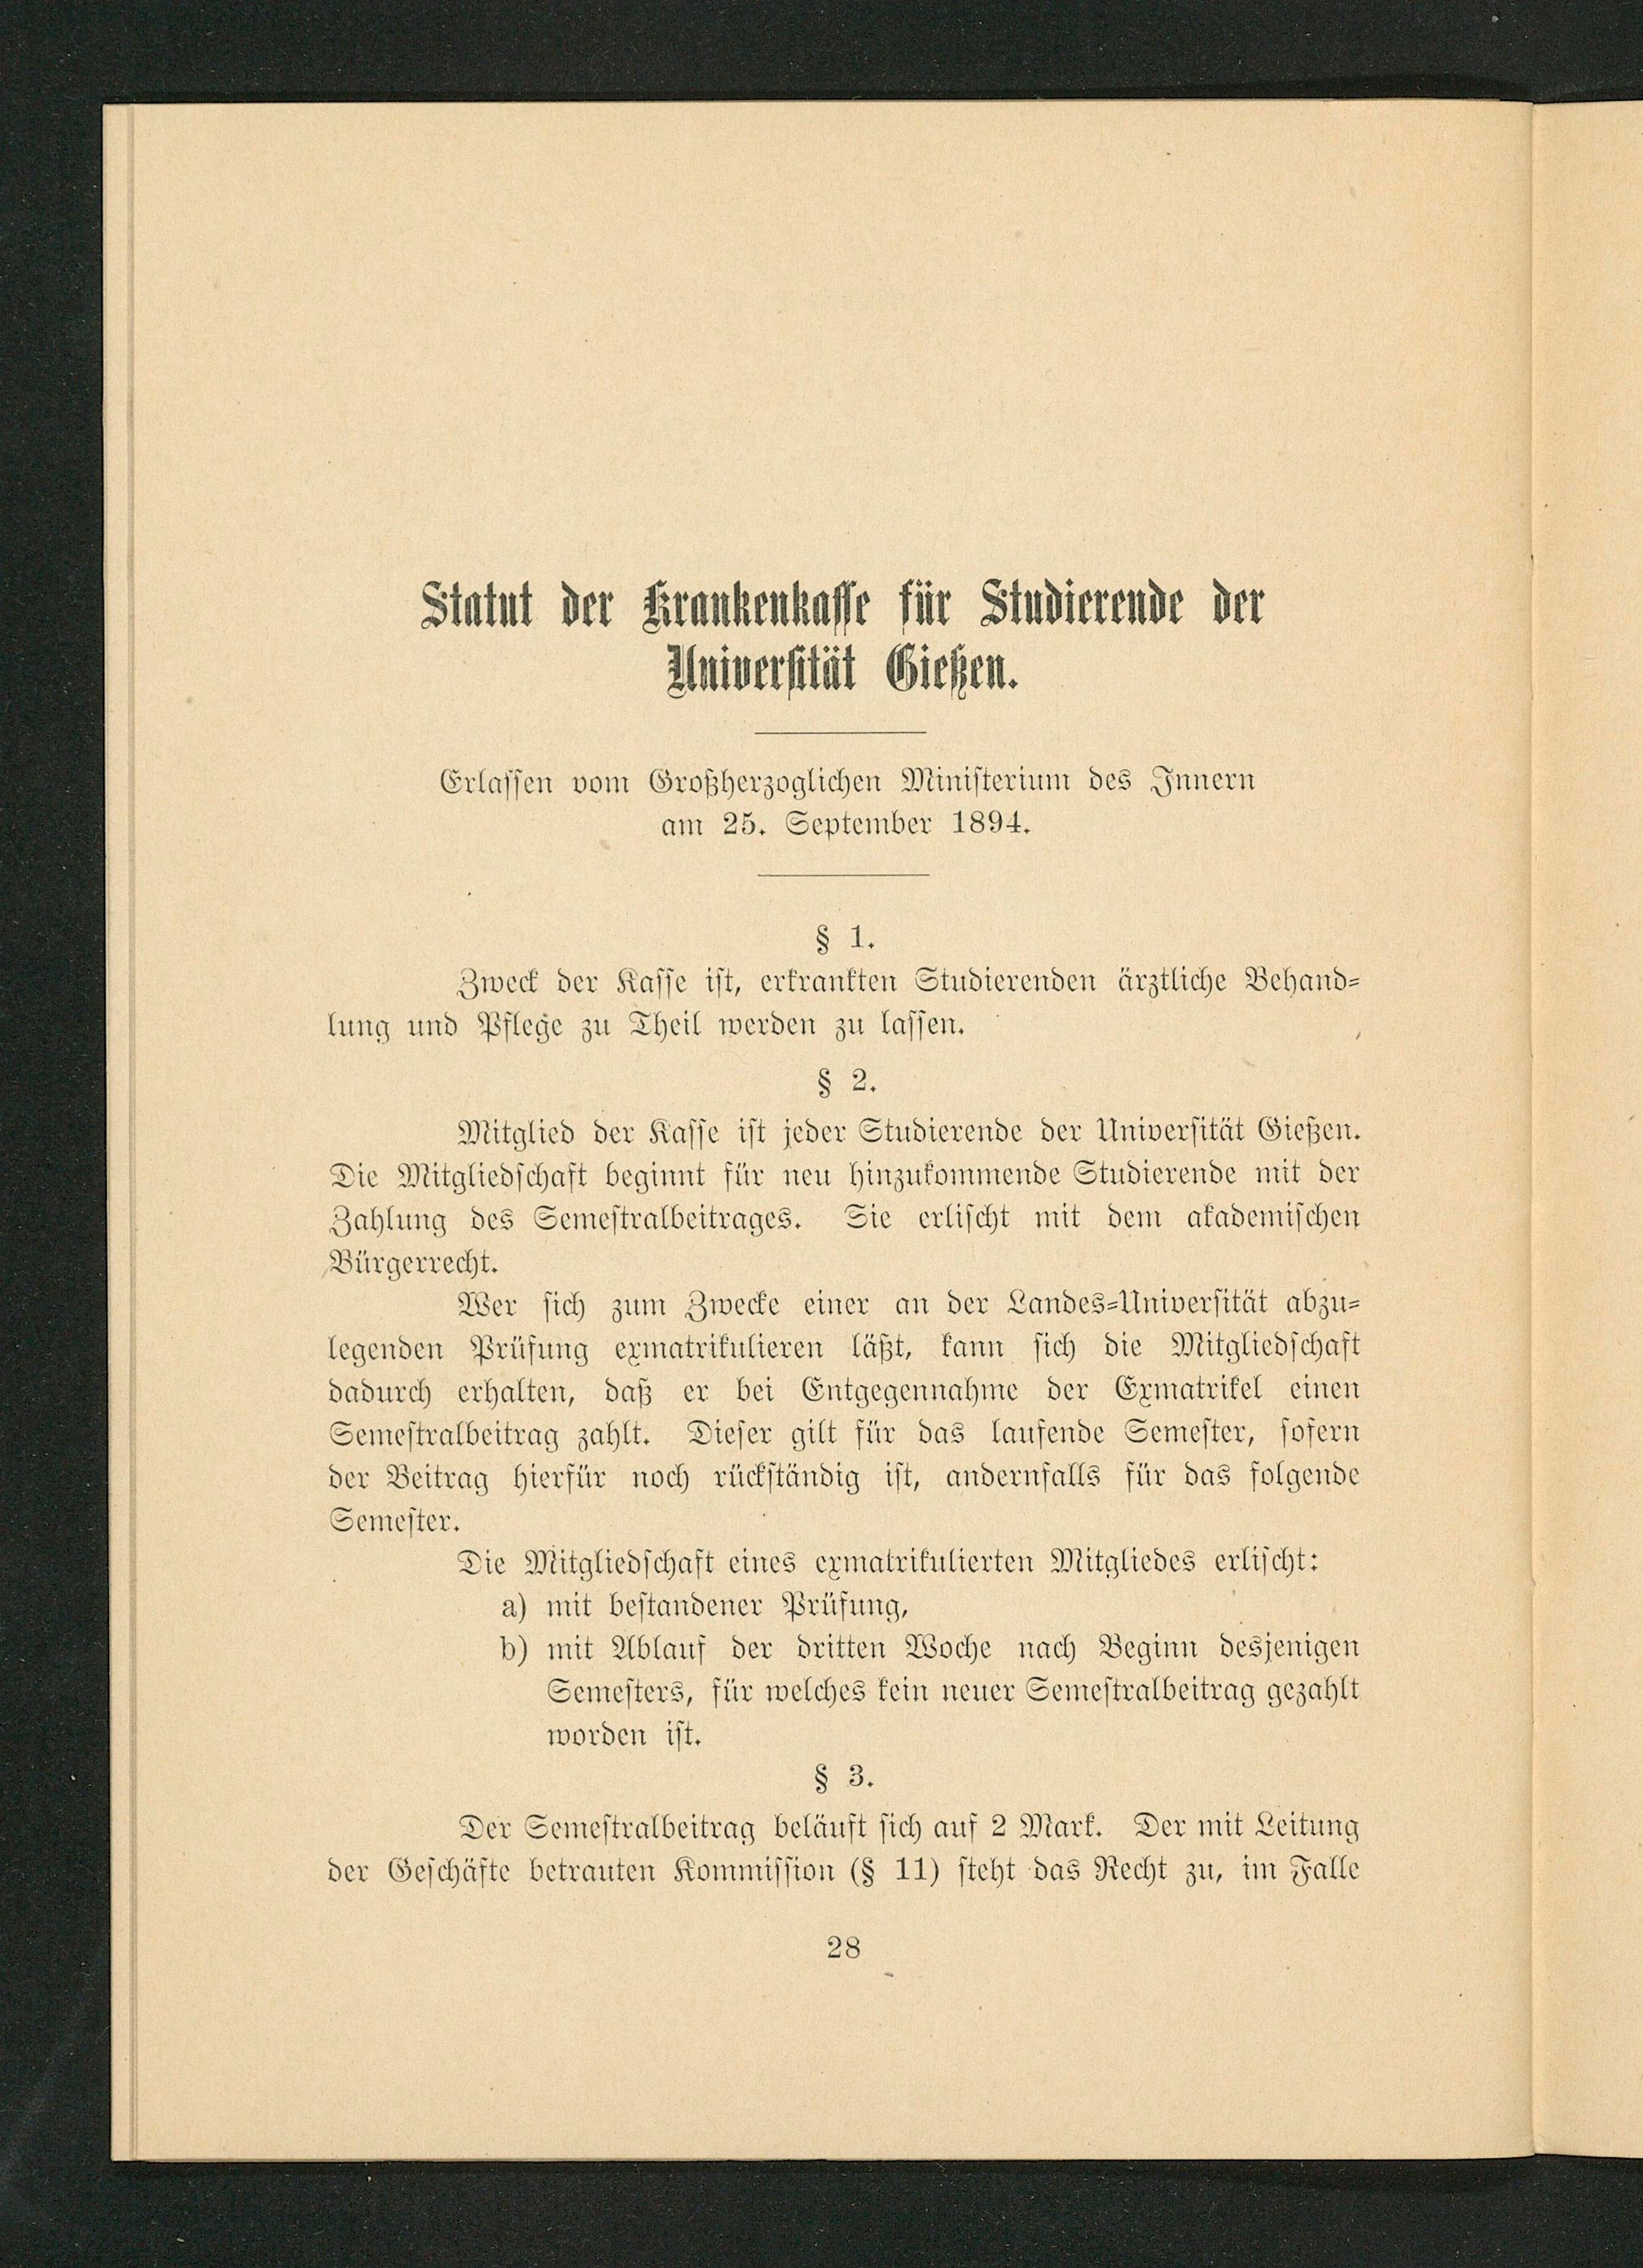 Statut der Krankenkasse für Studierende der
Universität Gießen.
Erlassen vom Großherzoglichen Ministerium des Innern
am 25. September 1894.
§ 1.
Zweck der Kasse ist, erkrankten Studierenden ärztliche Behand-
lung und Pflege zu Theil werden zu lassen.
§ 2.
Mitglied der Kasse ist jeder Studierende der Universität Gießen.
Die Mitgliedschaft beginnt für neu hinzukommende Studierende mit der
Zahlung des Semestralbeitrages. Sie erlischt mit dem akademischen
Bürgerrecht.
Wer sich zum Zwecke einer an der Landes-Universität abzu-
legenden Prüfung exmatrikulieren läßt, kann sich die Mitgliedschaft
dadurch erhalten, daß er bei Entgegennahme der Exmatrikel einen
Semestralbeitrag zahlt. Dieser gilt für das laufende Semester, sofern
der Beitrag hierfür noch rückständig ist, andernfalls für das folgende
Semester.
Die Mitgliedschaft eines exmatrikulierten Mitgliedes erlischt:
a) mit bestandener Prüfung,
b) mit Ablauf der dritten Woche nach Beginn desjenigen
Semesters, für welches kein neuer Semestralbeitrag gezahlt
worden ist.
§ 3.
Der Semestralbeitrag beläuft sich auf 2 Mark. Der mit Leitung
der Geschäfte betrauten Kommission (§ 11) steht das Recht zu, im Falle
28